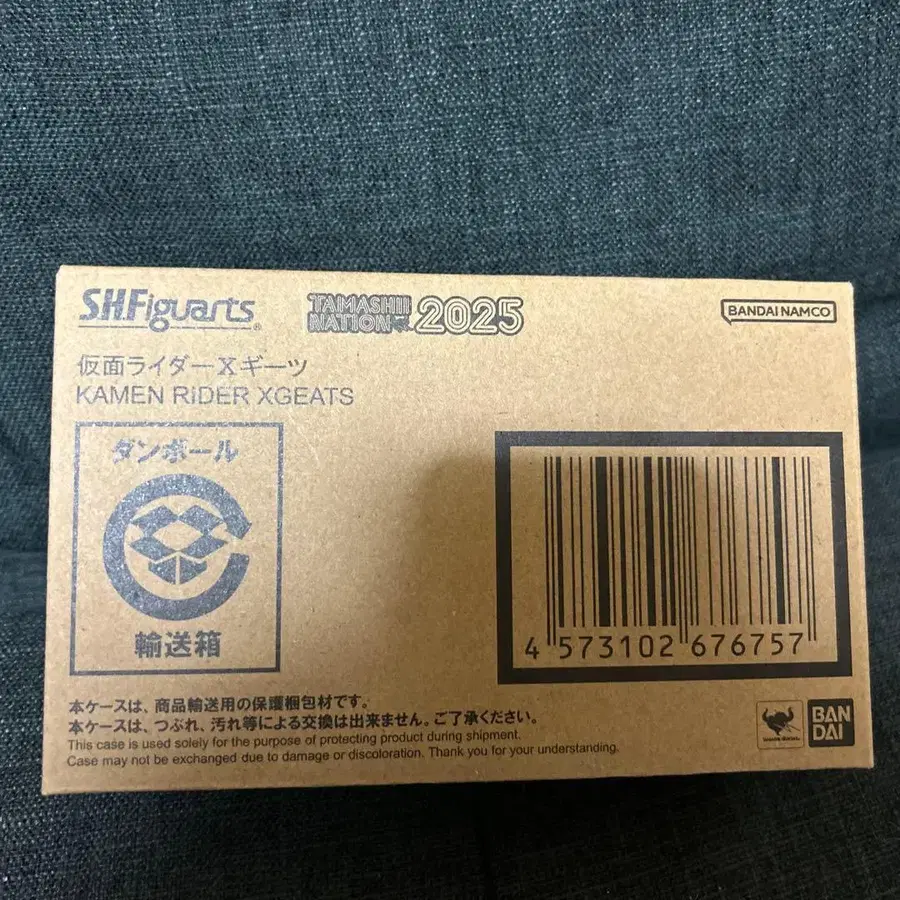 S.H.Figuarts®
TAMASHII NATION 2025
BANDAI NAMCO
仮面ライダーXギーツ
KAMEN RIDER XGEATS
ダンボール
輸送箱
4 573102 676757
本ケースは、商品輸送用の保護梱包材です。
本ケースは、つぶれ、汚れ等による交換は出来ません。ご了承ください。
This case is used solely for the purpose of protecting product during shipment.
Case may not be exchanged due to damage or discoloration. Thank you for your understanding.
BAN
DAI